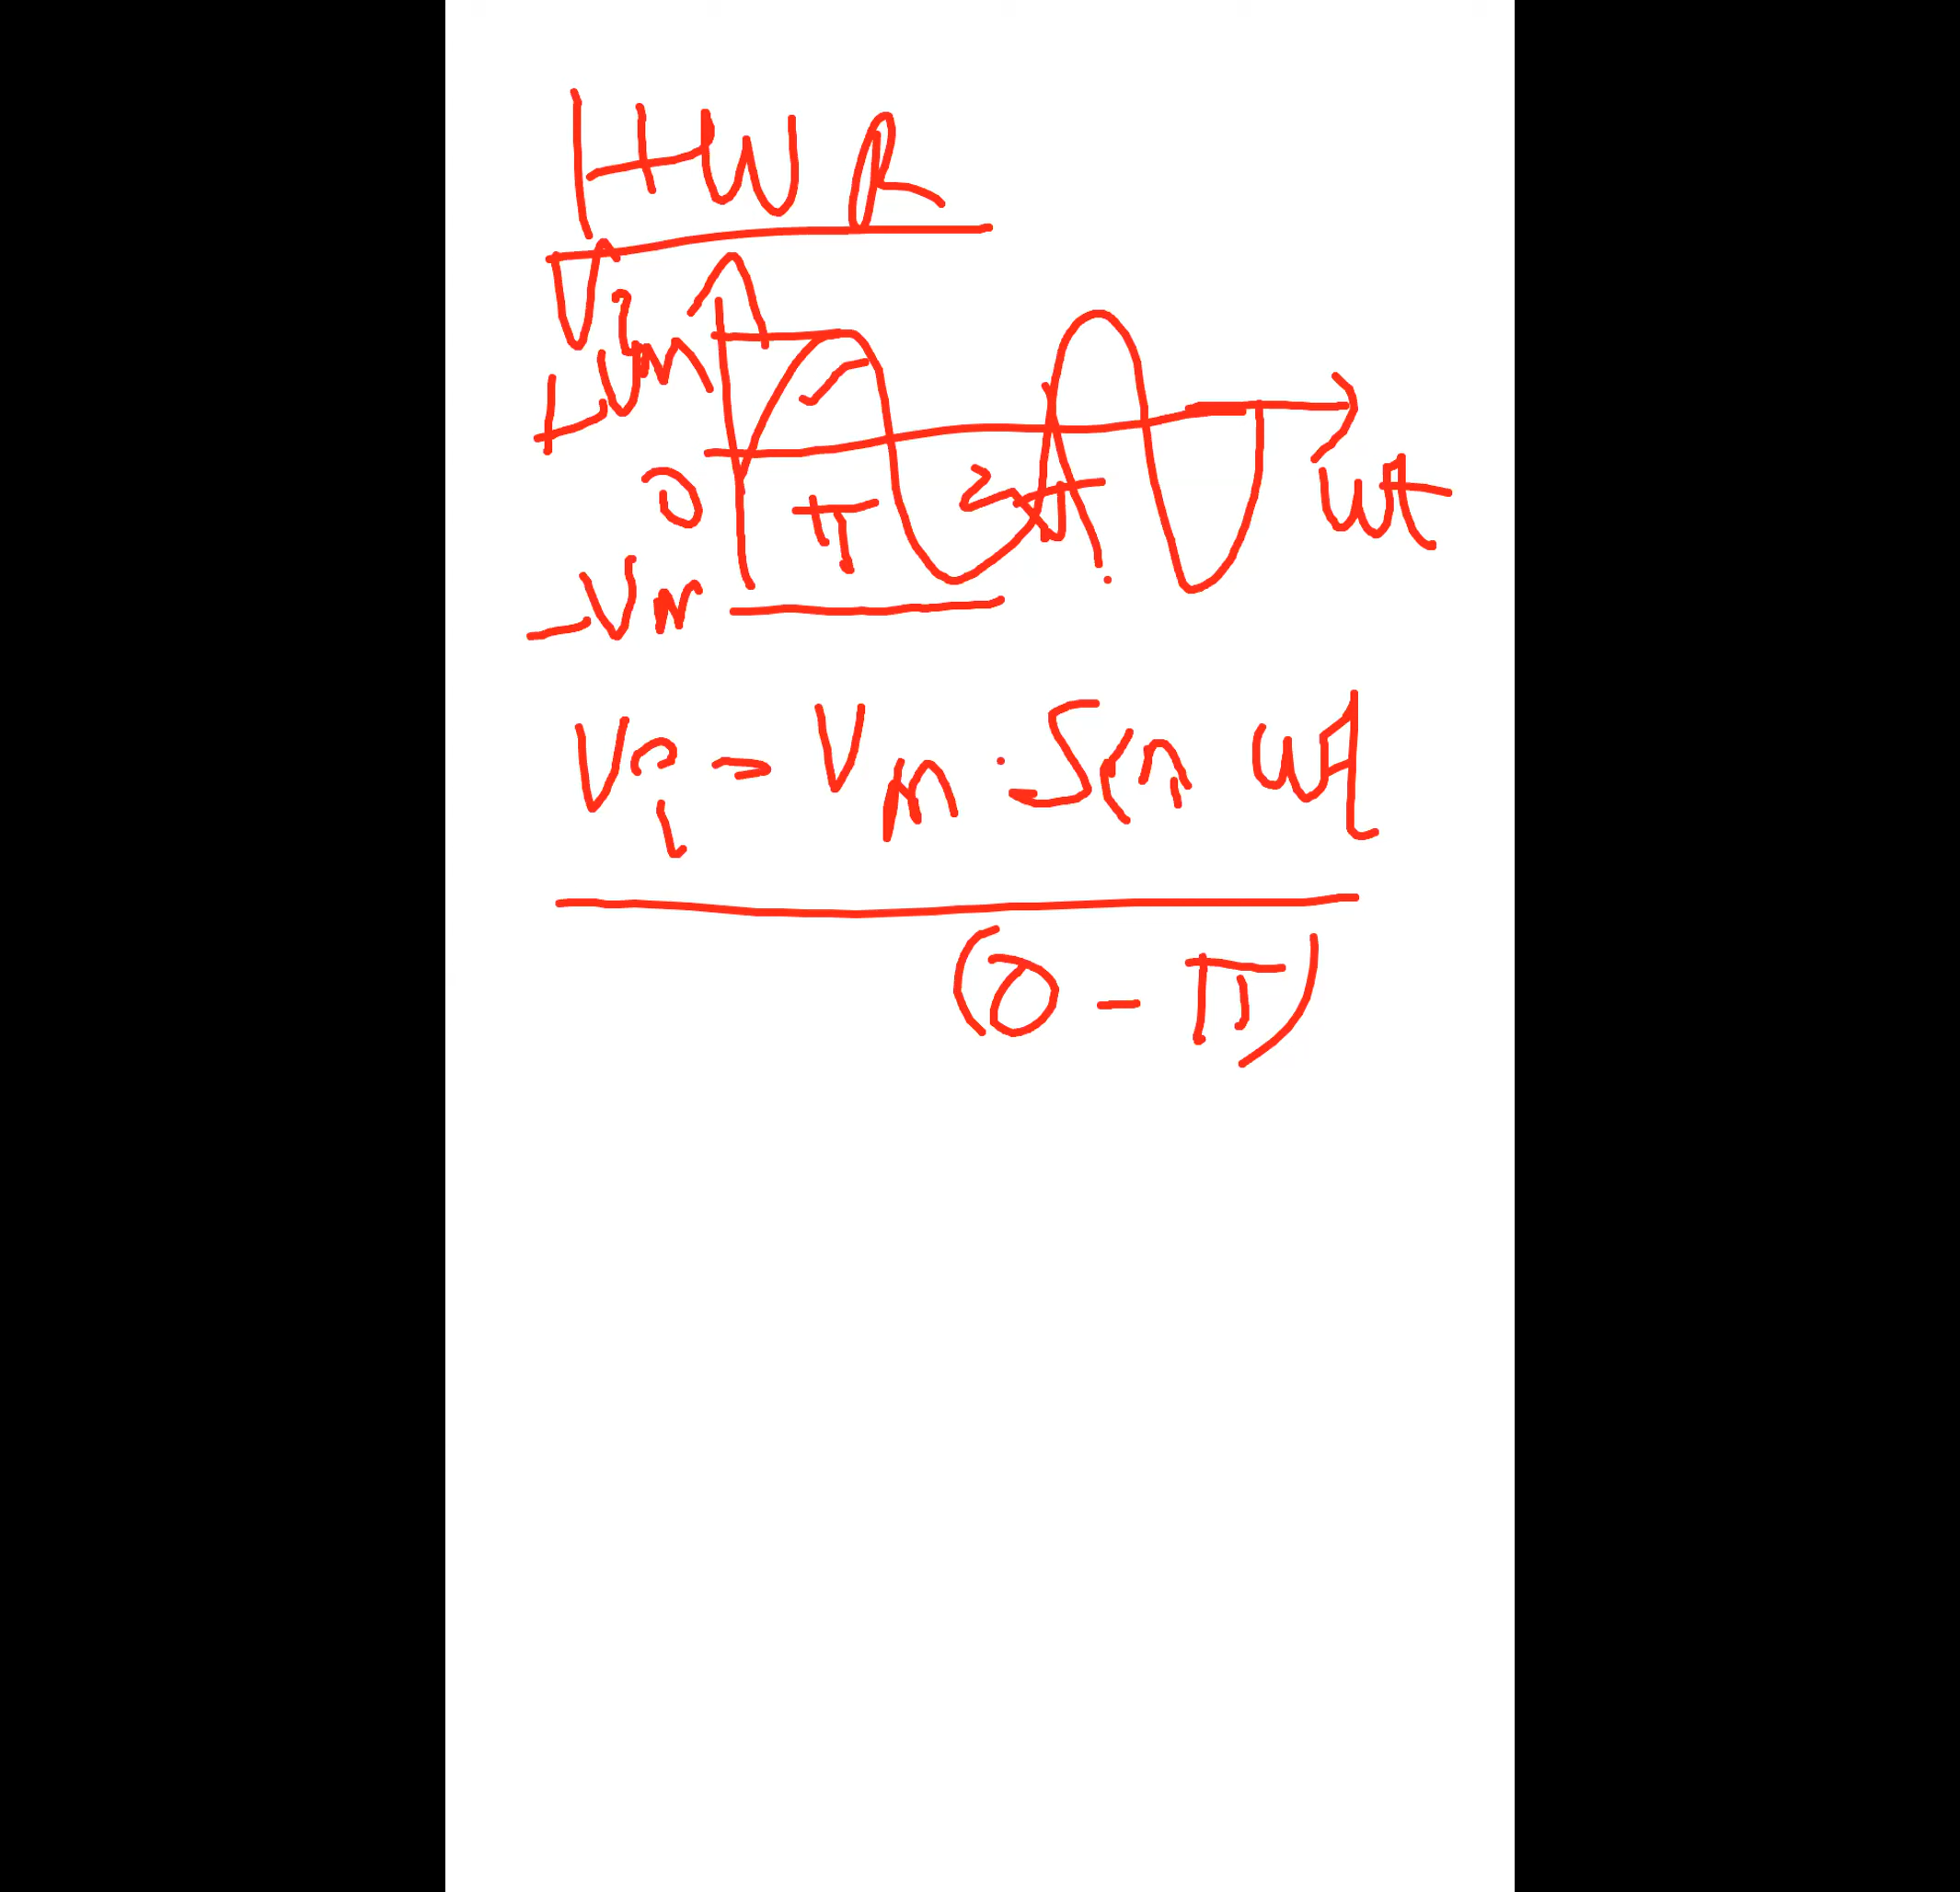 HWR
Vi
+Vm
0 π 2π ωt
-Vm
Vi = Vm · Sin ωt
(0 - π)